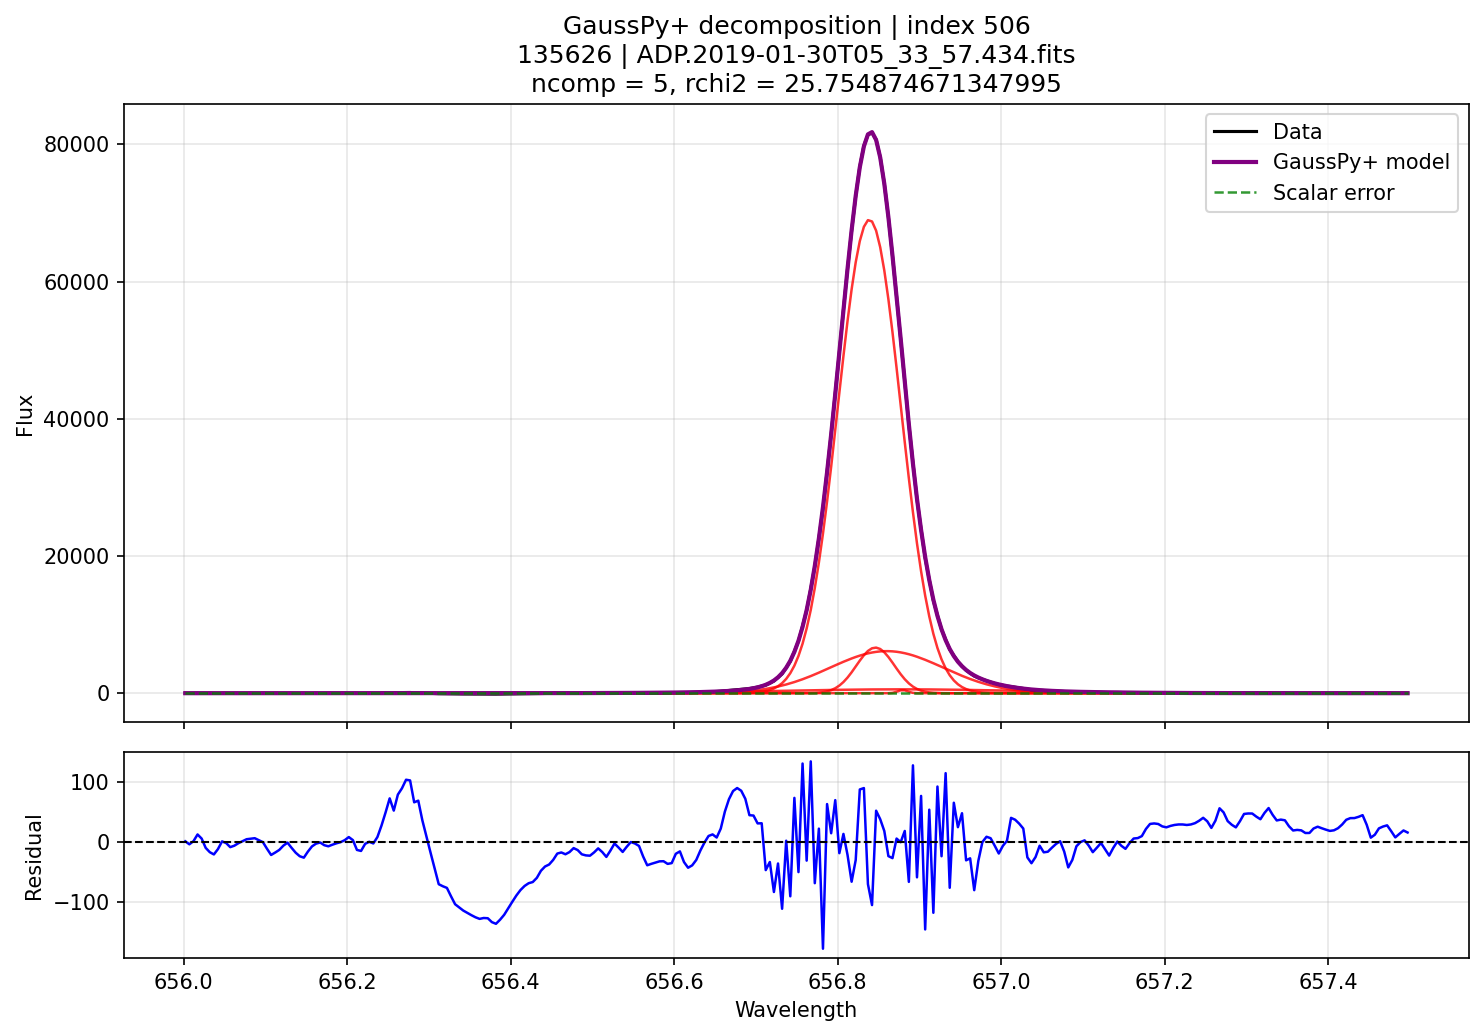 GaussPy+ decomposition | index 506
135626 | ADP.2019-01-30T05_33_57.434.fits
ncomp = 5, rchi2 = 25.754874671347995
Data
GaussPy+ model
Scalar error
80000
60000
40000
20000
0
Flux
100
0
−100
Residual
656.0 656.2 656.4 656.6 656.8 657.0 657.2 657.4
Wavelength